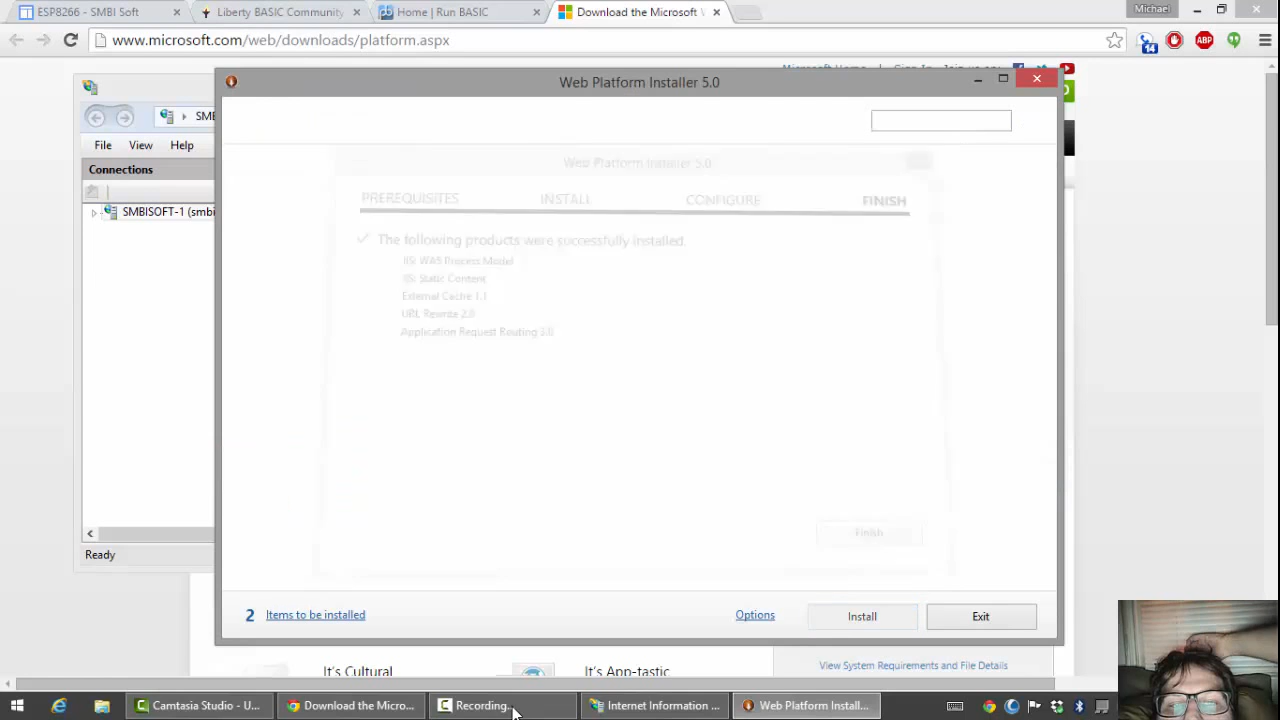 ESP8266 - SMBI Soft
Liberty BASIC Community
Home | Run BASIC
Download the Microsoft W
Michael
www.microsoft.com/web/downloads/platform.aspx
14
ABP
Web Platform Installer 5.0
SMB
File View Help
Connections
SMBISOFT-1 (smbi
Web Platform Installer 5.0
PREREQUISITES INSTALL CONFIGURE FINISH
The following products were successfully installed.
IIS: WAS Process Model
IIS: Static Content
External Cache 1.1
URL Rewrite 2.0
Application Request Routing 3.0
Finish
Ready
2 Items to be installed
Options
Install
Exit
It's Cultural
It's App-tastic
View System Requirements and File Details
Camtasia Studio - U...
Download the Micro...
Recording...
Internet Information ...
Web Platform Install...